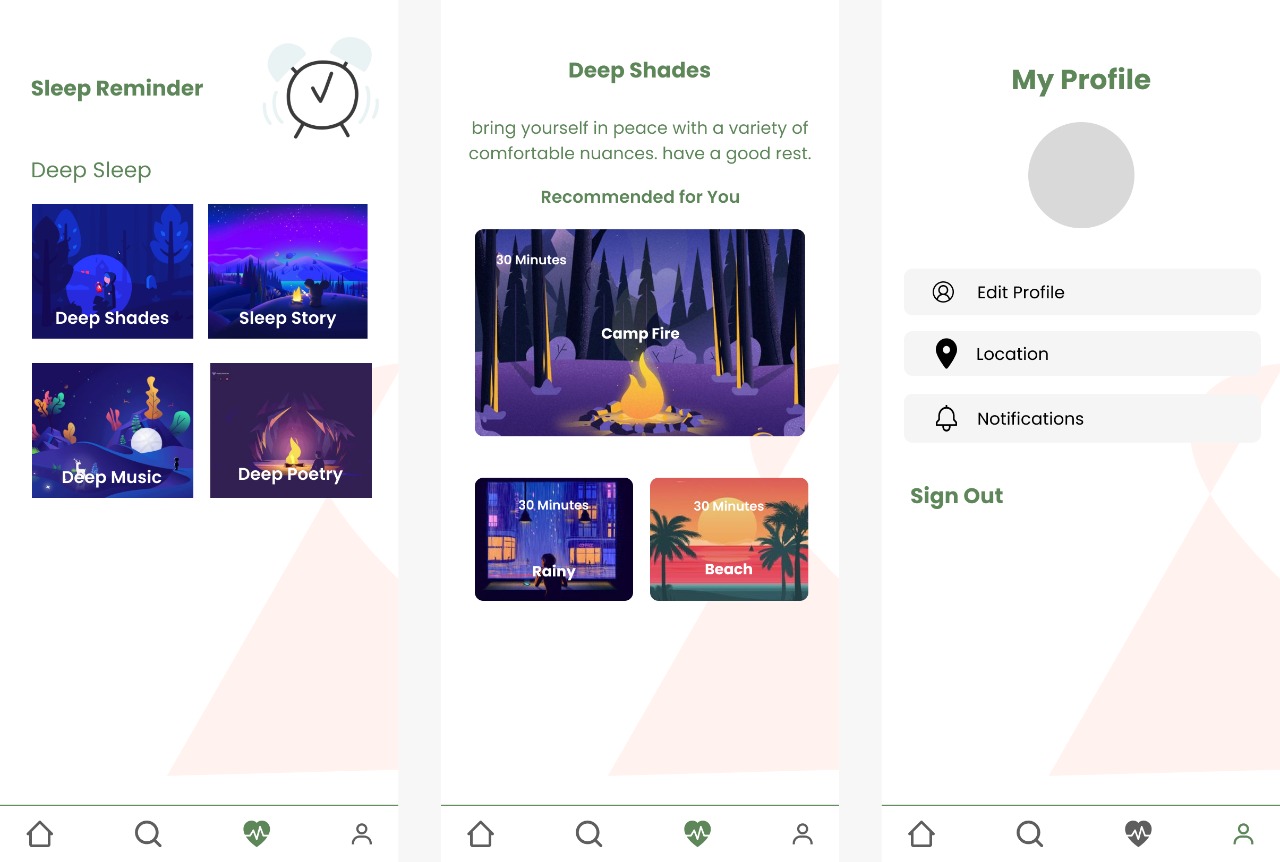 Sleep Reminder
Deep Sleep
Deep Shades
Sleep Story
Deep Music
Deep Poetry
Deep Shades
bring yourself in peace with a variety of
comfortable nuances. have a good rest.
Recommended for You
30 Minutes
Camp Fire
30 Minutes
Rainy
30 Minutes
Beach
My Profile
Edit Profile
Location
Notifications
Sign Out